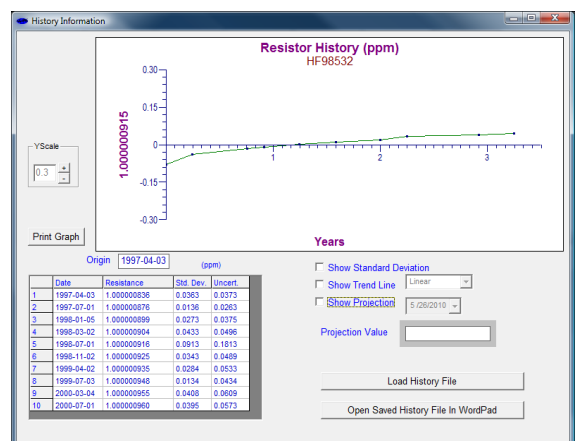 History Information
Resistor History (ppm)
HF98532
0.30
0.15
0
-0.15
-0.30
1.000000915
1 2 3
Years
YScale
0.3
Print Graph
Origin 1997-04-03 (ppm)
Date Resistance Std. Dev. Uncert.
1 1997-04-03 1.000000836 0.0363 0.0373
2 1997-07-01 1.000000876 0.0136 0.0263
3 1998-01-05 1.000000899 0.0273 0.0375
4 1998-03-02 1.000000904 0.0433 0.0496
5 1998-07-01 1.000000916 0.0913 0.1813
6 1998-11-02 1.000000925 0.0343 0.0489
7 1999-04-02 1.000000935 0.0284 0.0533
8 1999-07-03 1.000000948 0.0134 0.0434
9 2000-03-04 1.000000955 0.0408 0.0609
10 2000-07-01 1.000000960 0.0395 0.0573
Show Standard Deviation
Show Trend Line Linear
Show Projection 5 /26/2010
Projection Value
Load History File
Open Saved History File In WordPad